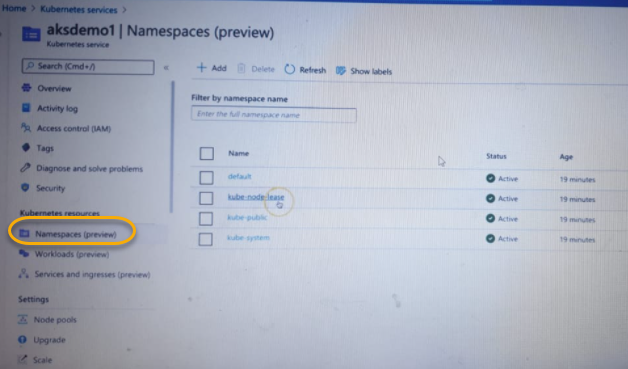 Home > Kubernetes services >
aksdemo1 | Namespaces (preview)
Kubernetes service
Search (Cmd+/)
Overview
Activity log
Access control (IAM)
Tags
Diagnose and solve problems
Security
Kubernetes resources
Namespaces (preview)
Workloads (preview)
Services and ingresses (preview)
Settings
Node pools
Upgrade
Scale
Add Delete Refresh Show labels
Filter by namespace name
Enter the full namespace name
Name Status Age
default Active 19 minutes
kube-node-lease Active 19 minutes
kube-public Active 19 minutes
kube-system Active 19 minutes